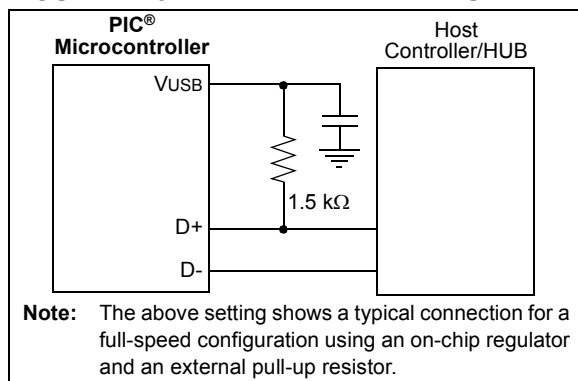 PIC®
Microcontroller
Host
Controller/HUB
VUSB
1.5 kΩ
D+
D-
Note: The above setting shows a typical connection for a
full-speed configuration using an on-chip regulator
and an external pull-up resistor.